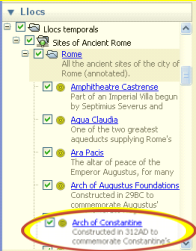 Llocs
Llocs temporals
Sites of Ancient Rome
Rome
All the ancient sites of the city of
Rome (annotated).
Amphitheatre Castrense
Part of an Imperial Villa begun
by Septimius Severus and
Aqua Claudia
One of the two greatest
aqueducts supplying Rome's
Ara Pacis
The altar of peace of the
Emperor Augustus, for many
Arch of Augustus Foundations
Constructed in 29BC to
commemorate Augustus'
Arch of Constantine
Constructed in 312AD to
commemorate Constantine's